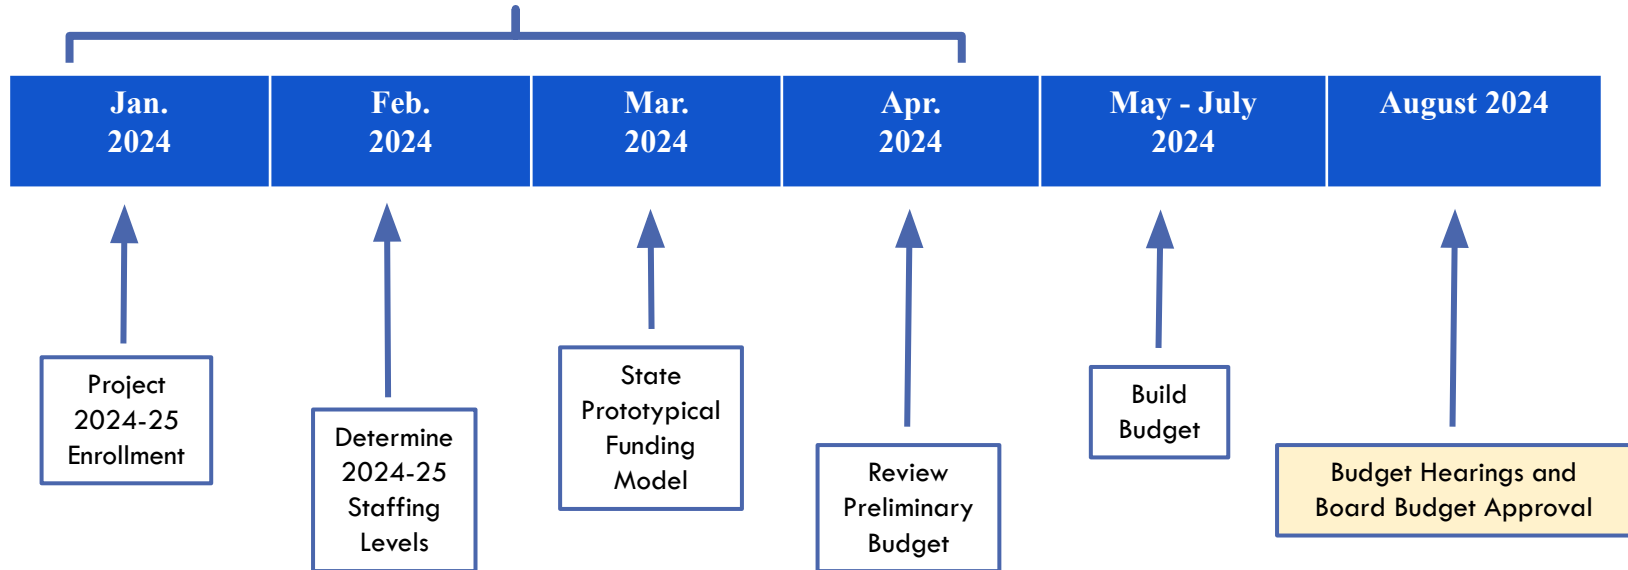 Jan.
2024
Feb.
2024
Mar.
2024
Apr.
2024
May - July
2024
August 2024
Project
2024-25
Enrollment
Determine
2024-25
Staffing
Levels
State
Prototypical
Funding
Model
Review
Preliminary
Budget
Build
Budget
Budget Hearings and
Board Budget Approval